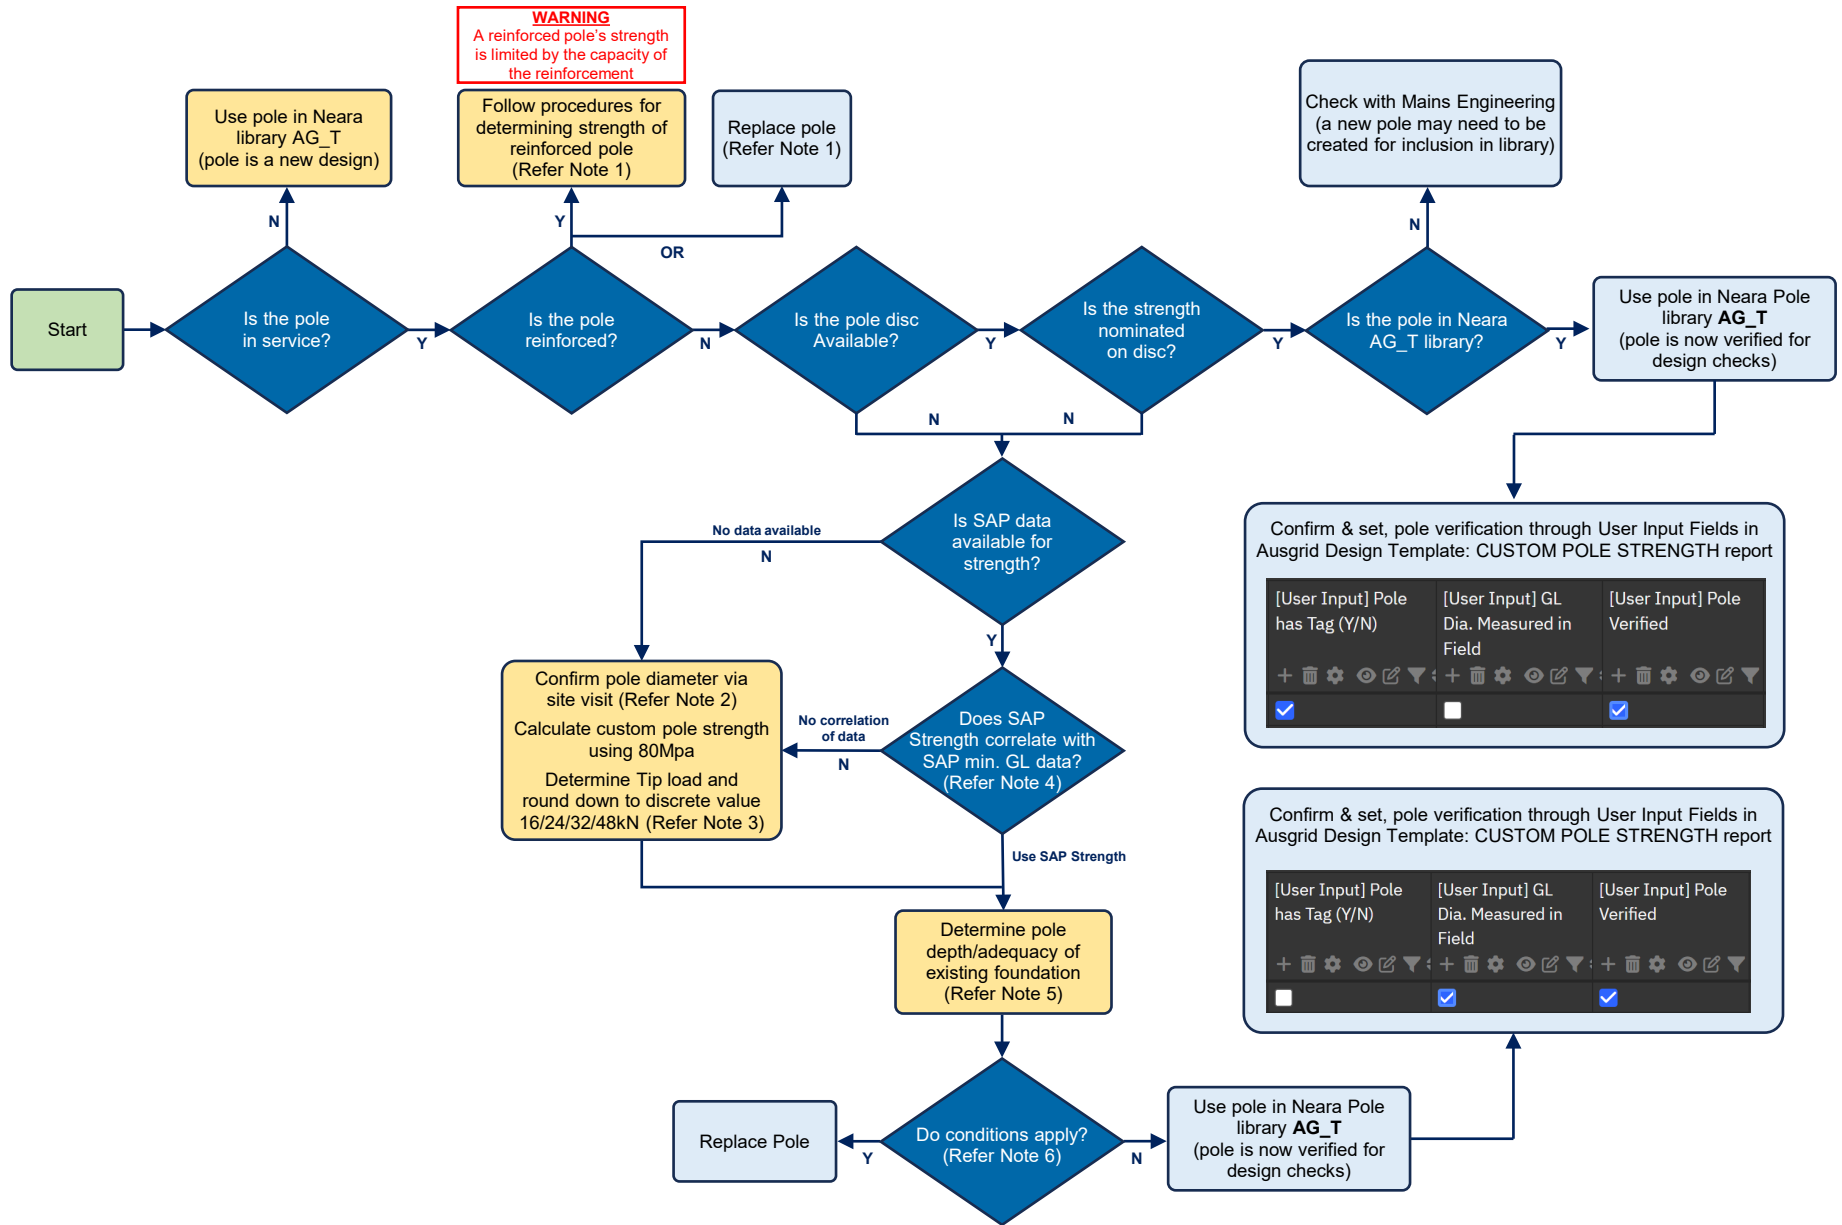 WARNING
A reinforced pole's strength
is limited by the capacity of
the reinforcement
Use pole in Neara
library AG_T
(pole is a new design)
Follow procedures for
determining strength of
reinforced pole
(Refer Note 1)
Replace pole
(Refer Note 1)
Check with Mains Engineering
(a new pole may need to be
created for inclusion in library)
N
Y
OR
N
Start
Is the pole
in service?
Y
Is the pole
reinforced?
N
Is the pole disc
Available?
Y
Is the strength
nominated
on disc?
Y
Is the pole in Neara
AG_T library?
Y
Use pole in Neara Pole
library AG_T
(pole is now verified for
design checks)
N
N
Is SAP data
available for
strength?
No data available
N
Y
Confirm & set, pole verification through User Input Fields in
Ausgrid Design Template: CUSTOM POLE STRENGTH report
[User Input] Pole
has Tag (Y/N)
[User Input] GL
Dia. Measured in
Field
[User Input] Pole
Verified
Confirm pole diameter via
site visit (Refer Note 2)
Calculate custom pole strength
using 80Mpa
Determine Tip load and
round down to discrete value
16/24/32/48kN (Refer Note 3)
No correlation
of data
N
Does SAP
Strength correlate with
SAP min. GL data?
(Refer Note 4)
Use SAP Strength
Confirm & set, pole verification through User Input Fields in
Ausgrid Design Template: CUSTOM POLE STRENGTH report
[User Input] Pole
has Tag (Y/N)
[User Input] GL
Dia. Measured in
Field
[User Input] Pole
Verified
Determine pole
depth/adequacy of
existing foundation
(Refer Note 5)
Replace Pole
Y
Do conditions apply?
(Refer Note 6)
N
Use pole in Neara Pole
library AG_T
(pole is now verified for
design checks)